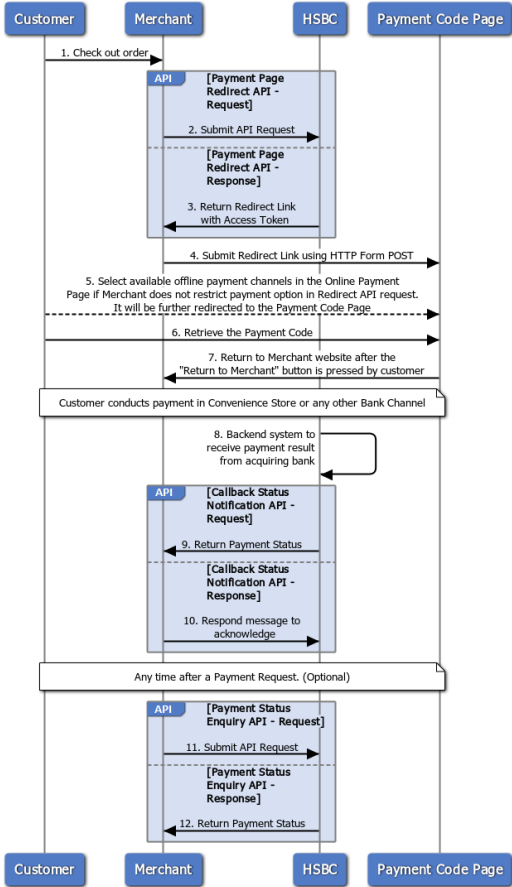 Customer
Merchant
HSBC
Payment Code Page
1. Check out order
API
[Payment Page
Redirect API -
Request]
2. Submit API Request
[Payment Page
Redirect API -
Response]
3. Return Redirect Link
with Access Token
4. Submit Redirect Link using HTTP Form POST
5. Select available offline payment channels in the Online Payment
Page if Merchant does not restrict payment option in Redirect API request.
It will be further redirected to the Payment Code Page
6. Retrieve the Payment Code
7. Return to Merchant website after the
"Return to Merchant" button is pressed by customer
Customer conducts payment in Convenience Store or any other Bank Channel
8. Backend system to
receive payment result
from acquiring bank
API
[Callback Status
Notification API -
Request]
9. Return Payment Status
[Callback Status
Notification API -
Response]
10. Respond message to
acknowledge
Any time after a Payment Request. (Optional)
API
[Payment Status
Enquiry API - Request]
11. Submit API Request
[Payment Status
Enquiry API -
Response]
12. Return Payment Status
Customer
Merchant
HSBC
Payment Code Page